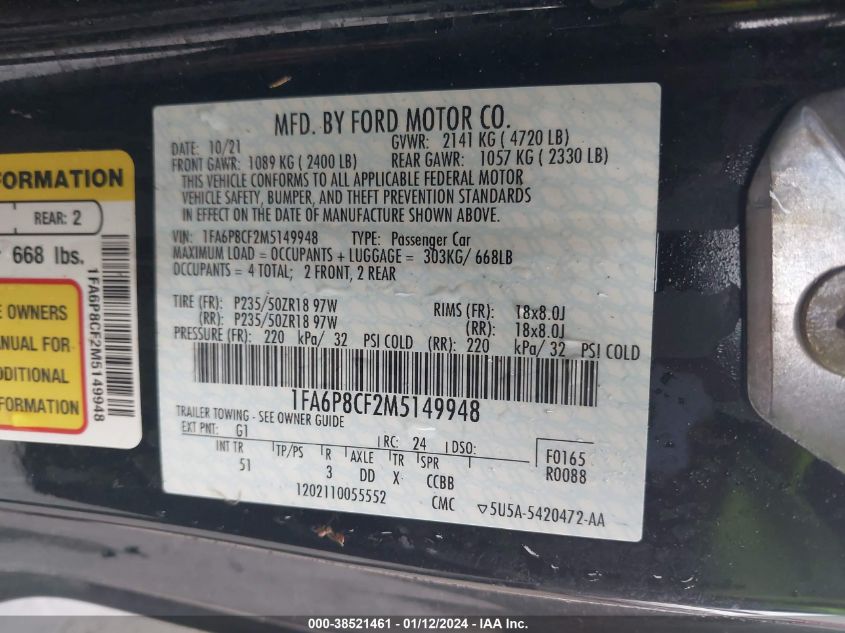 MFD. BY FORD MOTOR CO.
DATE: 10/21 GVWR: 2141 KG ( 4720 LB)
FRONT GAWR: 1089 KG ( 2400 LB) REAR GAWR: 1057 KG ( 2330 LB)
THIS VEHICLE CONFORMS TO ALL APPLICABLE FEDERAL MOTOR
VEHICLE SAFETY, BUMPER, AND THEFT PREVENTION STANDARDS
IN EFFECT ON THE DATE OF MANUFACTURE SHOWN ABOVE.
VIN: 1FA6P8CF2M5149948 TYPE: Passenger Car
MAXIMUM LOAD = OCCUPANTS + LUGGAGE = 303KG/ 668LB
OCCUPANTS = 4 TOTAL; 2 FRONT, 2 REAR
TIRE (FR): P235/50ZR18 97W RIMS (FR): 18x8.0J
(RR): P235/50ZR18 97W (RR): 18x8.0J
PRESSURE (FR): 220 kPa/ 32 PSI COLD (RR): 220 kPa/ 32 PSI COLD
1FA6P8CF2M5149948
TRAILER TOWING - SEE OWNER GUIDE
EXT PNT: G1 RC: 24 DSO: F0165
INT TR TP/PS R AXLE TR SPR R0088
51 3 DD X CCBB
1202110055552 CMC ▽5U5A-5420472-AA
FORMATION
REAR: 2
668 lbs.
1FA6P8CF2M5149948
E OWNERS
MANUAL FOR
ADDITIONAL
FORMATION
000-38521461 - 01/12/2024 - IAA Inc.